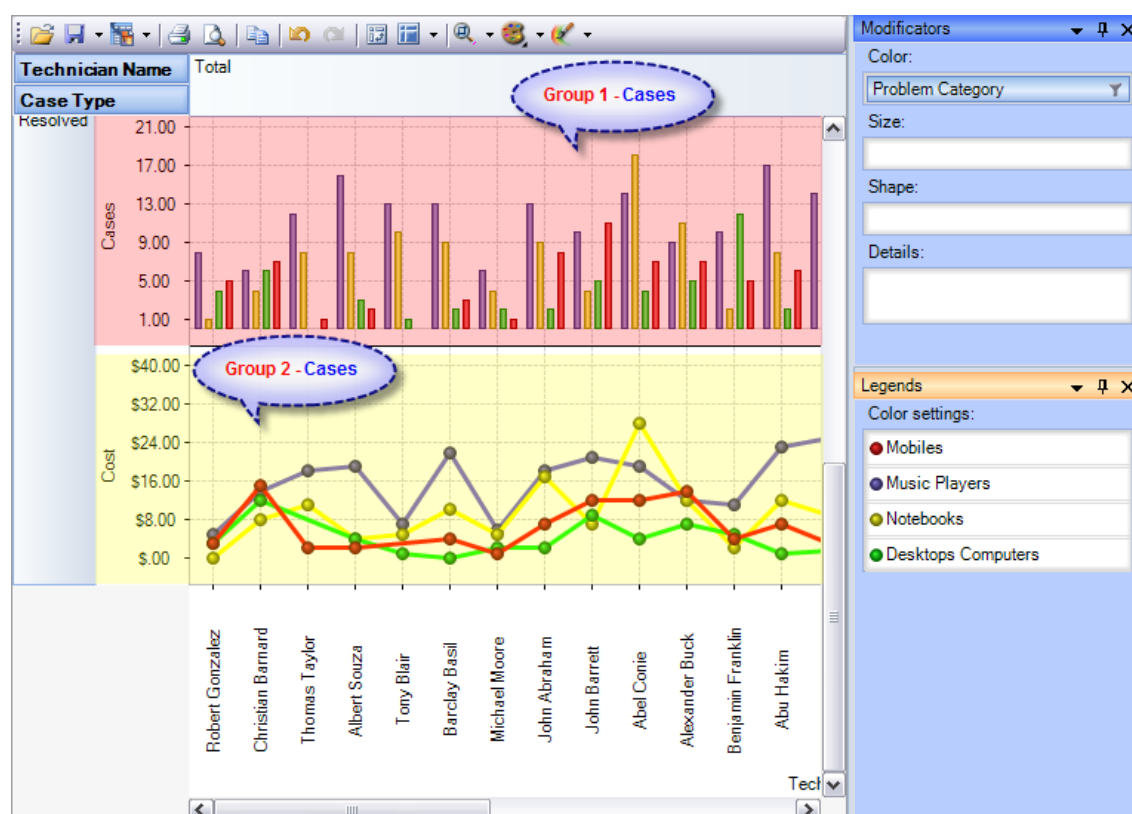 Modificators
Color:
Problem Category
Size:
Shape:
Details:
Technician Name
Total
Case Type
Resolved
Group 1 - Cases
Cases
21.00
17.00
13.00
9.00
5.00
1.00
Group 2 - Cases
Cost
$40.00
$32.00
$24.00
$16.00
$8.00
$.00
Robert Gonzalez
Christian Barnard
Thomas Taylor
Albert Souza
Tony Blair
Barclay Basil
Michael Moore
John Abraham
John Barrett
Abel Conie
Alexander Buck
Benjamin Franklin
Abu Hakim
Tech
Legends
Color settings:
Mobiles
Music Players
Notebooks
Desktops Computers